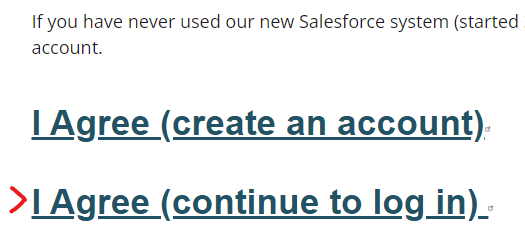 If you have never used our new Salesforce system (started
account.
I Agree (create an account)
I Agree (continue to log in)